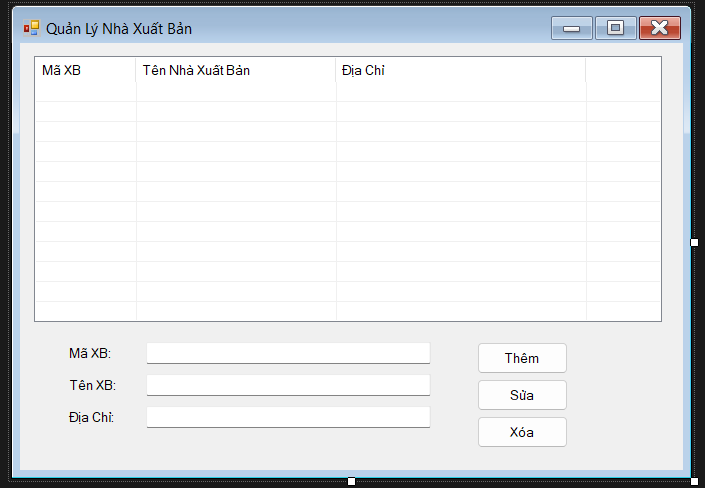 Quản Lý Nhà Xuất Bản
Mã XB Tên Nhà Xuất Bản Địa Chỉ
Mã XB:
Thêm
Tên XB:
Sửa
Địa Chỉ:
Xóa